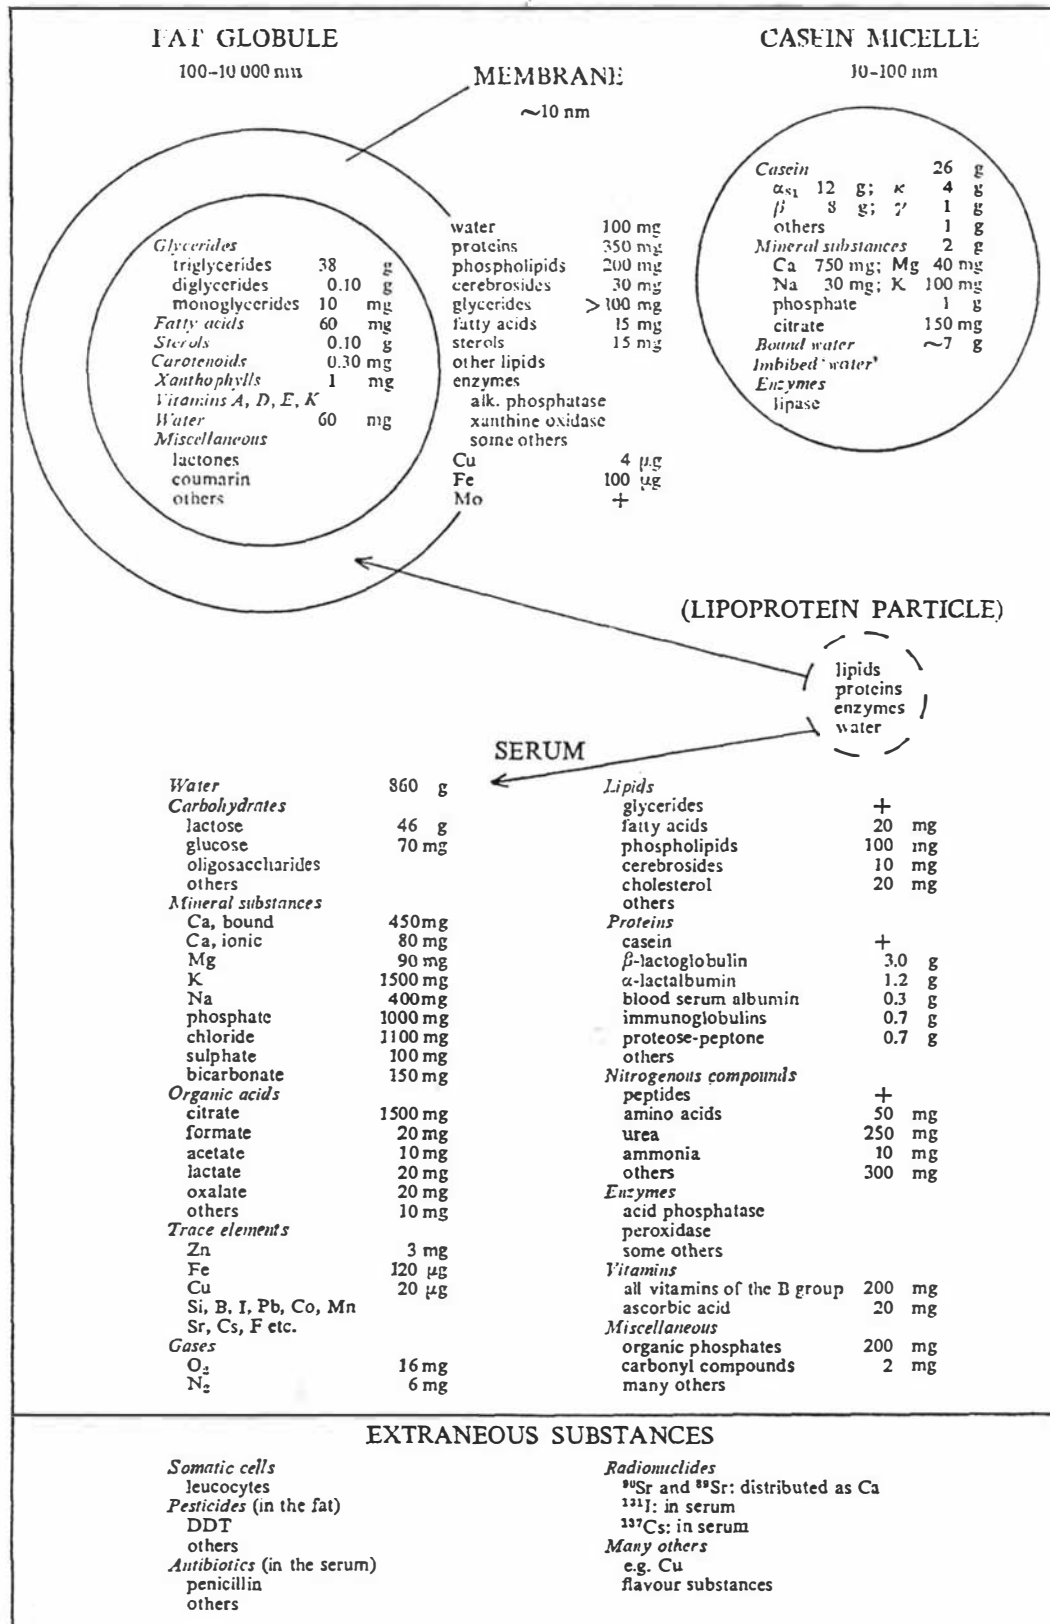 FAT GLOBULE
100–10 000 nm
MEMBRANE
~10 nm
CASEIN MICELLE
10–100 nm
Glycerides
triglycerides 38 g
diglycerides 0.10 g
monoglycerides 10 mg
Fatty acids 60 mg
Sterols 0.10 g
Carotenoids 0.30 mg
Xanthophylls 1 mg
Vitamins A, D, E, K
Water 60 mg
Miscellaneous
lactones
coumarin
others
water 100 mg
proteins 350 mg
phospholipids 200 mg
cerebrosides 30 mg
glycerides >100 mg
fatty acids 15 mg
sterols 15 mg
other lipids
enzymes
alk. phosphatase
xanthine oxidase
some others
Cu 4 μg
Fe 100 μg
Mo +
Casein 26 g
αs1 12 g; κ 4 g
β 8 g; γ 1 g
others 1 g
Mineral substances 2 g
Ca 750 mg; Mg 40 mg
Na 30 mg; K 100 mg
phosphate 1 g
citrate 150 mg
Bound water ~7 g
Imbibed 'water'
Enzymes
lipase
(LIPOPROTEIN PARTICLE)
lipids
proteins
enzymes
water
SERUM
Water 860 g
Carbohydrates
lactose 46 g
glucose 70 mg
oligosaccharides
others
Mineral substances
Ca, bound 450mg
Ca, ionic 80 mg
Mg 90 mg
K 1500 mg
Na 400mg
phosphate 1000mg
chloride 1100 mg
sulphate 100 mg
bicarbonate 150mg
Organic acids
citrate 1500 mg
formate 20 mg
acetate 10 mg
lactate 20 mg
oxalate 20 mg
others 10 mg
Trace elements
Zn 3 mg
Fe 120 μg
Cu 20 μg
Si, B, I, Pb, Co, Mn
Sr, Cs, F etc.
Gases
O₂ 16 mg
N₂ 6 mg
Lipids
glycerides +
fatty acids 20 mg
phospholipids 100 mg
cerebrosides 10 mg
cholesterol 20 mg
others
Proteins
casein +
β-lactoglobulin 3.0 g
α-lactalbumin 1.2 g
blood serum albumin 0.3 g
immunoglobulins 0.7 g
proteose-peptone 0.7 g
others
Nitrogenous compounds
peptides +
amino acids 50 mg
urea 250 mg
ammonia 10 mg
others 300 mg
Enzymes
acid phosphatase
peroxidase
some others
Vitamins
all vitamins of the B group 200 mg
ascorbic acid 20 mg
Miscellaneous
organic phosphates 200 mg
carbonyl compounds 2 mg
many others
EXTRANEOUS SUBSTANCES
Somatic cells
leucocytes
Pesticides (in the fat)
DDT
others
Antibiotics (in the serum)
penicillin
others
Radionuclides
⁹⁰Sr and ⁸⁹Sr: distributed as Ca
¹³¹I: in serum
¹³⁷Cs: in serum
Many others
e.g. Cu
flavour substances